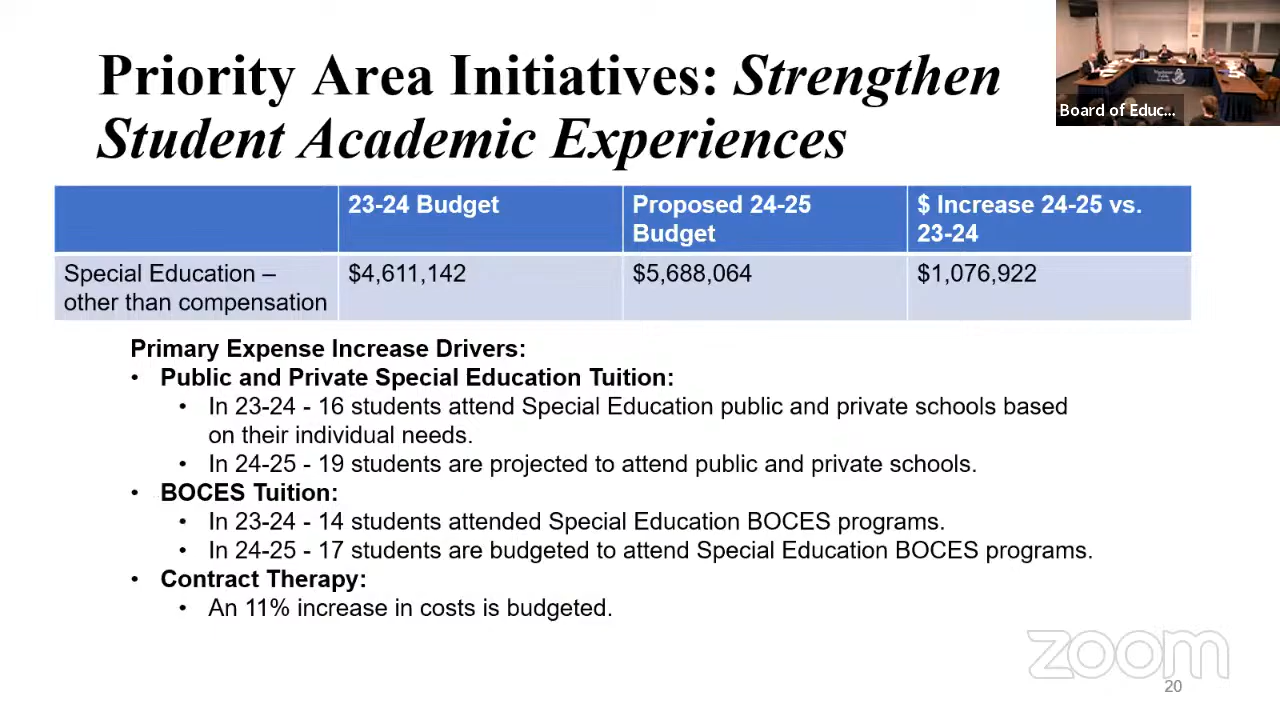 Priority Area Initiatives: Strengthen
Student Academic Experiences
Board of Educ...
23-24 Budget
Proposed 24-25
Budget
$ Increase 24-25 vs.
23-24
Special Education –
other than compensation
$4,611,142
$5,688,064
$1,076,922
Primary Expense Increase Drivers:
• Public and Private Special Education Tuition:
• In 23-24 - 16 students attend Special Education public and private schools based
on their individual needs.
• In 24-25 - 19 students are projected to attend public and private schools.
• BOCES Tuition:
• In 23-24 - 14 students attended Special Education BOCES programs.
• In 24-25 - 17 students are budgeted to attend Special Education BOCES programs.
• Contract Therapy:
• An 11% increase in costs is budgeted.
zoom
20